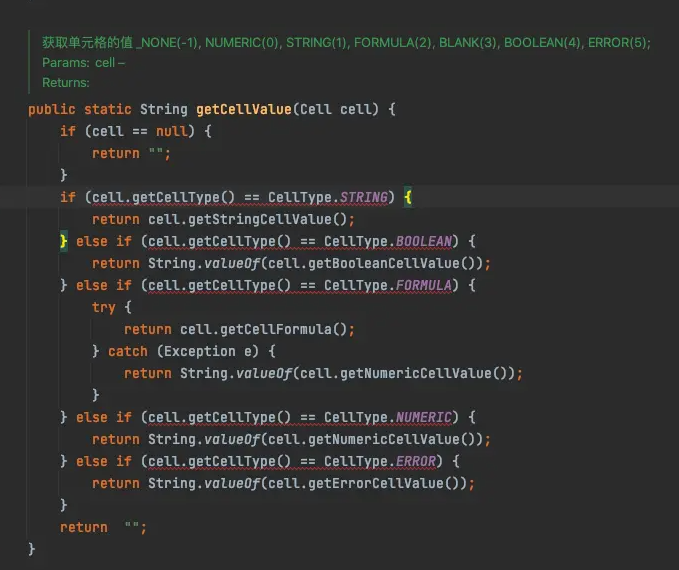 获取单元格的值 _NONE(-1), NUMERIC(0), STRING(1), FORMULA(2), BLANK(3), BOOLEAN(4), ERROR(5);
Params: cell –
Returns:
public static String getCellValue(Cell cell) {
    if (cell == null) {
        return "";
    }
    if (cell.getCellType() == CellType.STRING) {
        return cell.getStringCellValue();
    } else if (cell.getCellType() == CellType.BOOLEAN) {
        return String.valueOf(cell.getBooleanCellValue());
    } else if (cell.getCellType() == CellType.FORMULA) {
        try {
            return cell.getCellFormula();
        } catch (Exception e) {
            return String.valueOf(cell.getNumericCellValue());
        }
    } else if (cell.getCellType() == CellType.NUMERIC) {
        return String.valueOf(cell.getNumericCellValue());
    } else if (cell.getCellType() == CellType.ERROR) {
        return String.valueOf(cell.getErrorCellValue());
    }
    return  "";
}